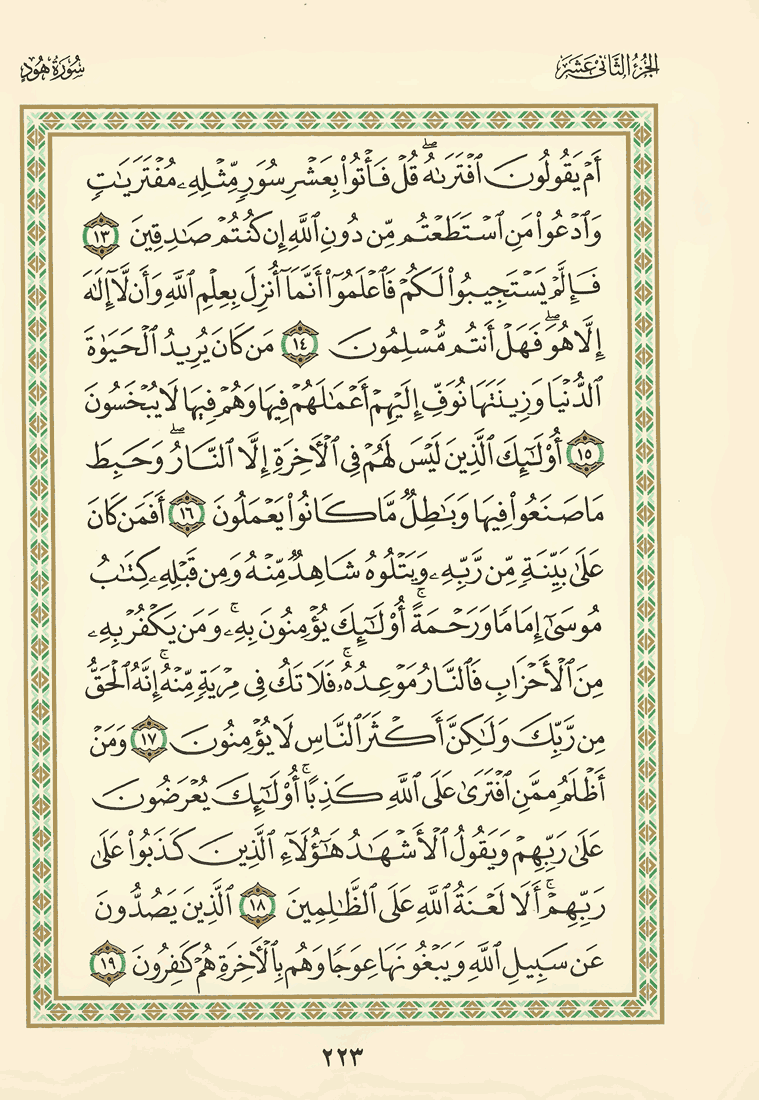 الجزء الثاني عشر
سورة هود
أَمْ يَقُولُونَ ٱفْتَرَىٰهُ ۖ قُلْ فَأْتُوا۟ بِعَشْرِ سُوَرٍ مِّثْلِهِۦ مُفْتَرَيَـٰتٍ
وَٱدْعُوا۟ مَنِ ٱسْتَطَعْتُم مِّن دُونِ ٱللَّهِ إِن كُنتُمْ صَـٰدِقِينَ ١٣
فَإِلَّمْ يَسْتَجِيبُوا۟ لَكُمْ فَٱعْلَمُوٓا۟ أَنَّمَآ أُنزِلَ بِعِلْمِ ٱللَّهِ وَأَن لَّآ إِلَـٰهَ
إِلَّا هُوَ ۖ فَهَلْ أَنتُم مُّسْلِمُونَ ١٤ مَن كَانَ يُرِيدُ ٱلْحَيَوٰةَ
ٱلدُّنْيَا وَزِينَتَهَا نُوَفِّ إِلَيْهِمْ أَعْمَـٰلَهُمْ فِيهَا وَهُمْ فِيهَا لَا يُبْخَسُونَ
١٥ أُو۟لَـٰٓئِكَ ٱلَّذِينَ لَيْسَ لَهُمْ فِى ٱلْـَٔاخِرَةِ إِلَّا ٱلنَّارُ ۖ وَحَبِطَ
مَا صَنَعُوا۟ فِيهَا وَبَـٰطِلٌ مَّا كَانُوا۟ يَعْمَلُونَ ١٦ أَفَمَن كَانَ
عَلَىٰ بَيِّنَةٍ مِّن رَّبِّهِۦ وَيَتْلُوهُ شَاهِدٌ مِّنْهُ وَمِن قَبْلِهِۦ كِتَـٰبُ
مُوسَىٰٓ إِمَامًا وَرَحْمَةً ۚ أُو۟لَـٰٓئِكَ يُؤْمِنُونَ بِهِۦ ۚ وَمَن يَكْفُرْ بِهِۦ
مِنَ ٱلْأَحْزَابِ فَٱلنَّارُ مَوْعِدُهُۥ ۚ فَلَا تَكُ فِى مِرْيَةٍ مِّنْهُ ۚ إِنَّهُ ٱلْحَقُّ
مِن رَّبِّكَ وَلَـٰكِنَّ أَكْثَرَ ٱلنَّاسِ لَا يُؤْمِنُونَ ١٧ وَمَنْ
أَظْلَمُ مِمَّنِ ٱفْتَرَىٰ عَلَى ٱللَّهِ كَذِبًا ۚ أُو۟لَـٰٓئِكَ يُعْرَضُونَ
عَلَىٰ رَبِّهِمْ وَيَقُولُ ٱلْأَشْهَـٰدُ هَـٰٓؤُلَآءِ ٱلَّذِينَ كَذَبُوا۟ عَلَىٰ
رَبِّهِمْ ۚ أَلَا لَعْنَةُ ٱللَّهِ عَلَى ٱلظَّـٰلِمِينَ ١٨ ٱلَّذِينَ يَصُدُّونَ
عَن سَبِيلِ ٱللَّهِ وَيَبْغُونَهَا عِوَجًا وَهُم بِٱلْـَٔاخِرَةِ هُمْ كَـٰفِرُونَ ١٩
٢٢٣